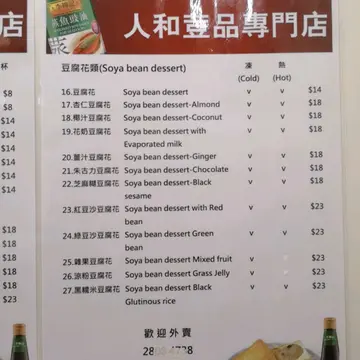 店
蒸魚豉油
人和荳品專門店
杯
$8
$8
$14
$14
$14
$14
$14
$18
$18
$18
$18
$18
$23
豆腐花類(Soya bean dessert)
凍 熱
(Cold) (Hot)
16.豆腐花 Soya bean dessert v v $14
17.杏仁豆腐花 Soya bean dessert-Almond v v $18
18.椰汁豆腐花 Soya bean dessert-Coconut v v $18
19.花奶豆腐花 Soya bean dessert with v v $18
Evaporated milk
20.薑汁豆腐花 Soya bean dessert-Ginger v v $18
21.朱古力豆腐花 Soya bean dessert-Chocolate v v $18
22.芝麻糊豆腐花 Soya bean dessert-Black v v $18
sesame
23.紅豆沙豆腐花 Soya bean dessert with Red v v $23
bean
24.綠豆沙豆腐花 Soya bean dessert Green v v $23
bean
25.雜果豆腐花 Soya bean dessert Mixed fruit v $23
26.涼粉豆腐花 Soya bean dessert Grass Jelly v $23
27.黑糯米豆腐花 Soya bean dessert Black v v $23
Glutinous rice
歡迎外賣